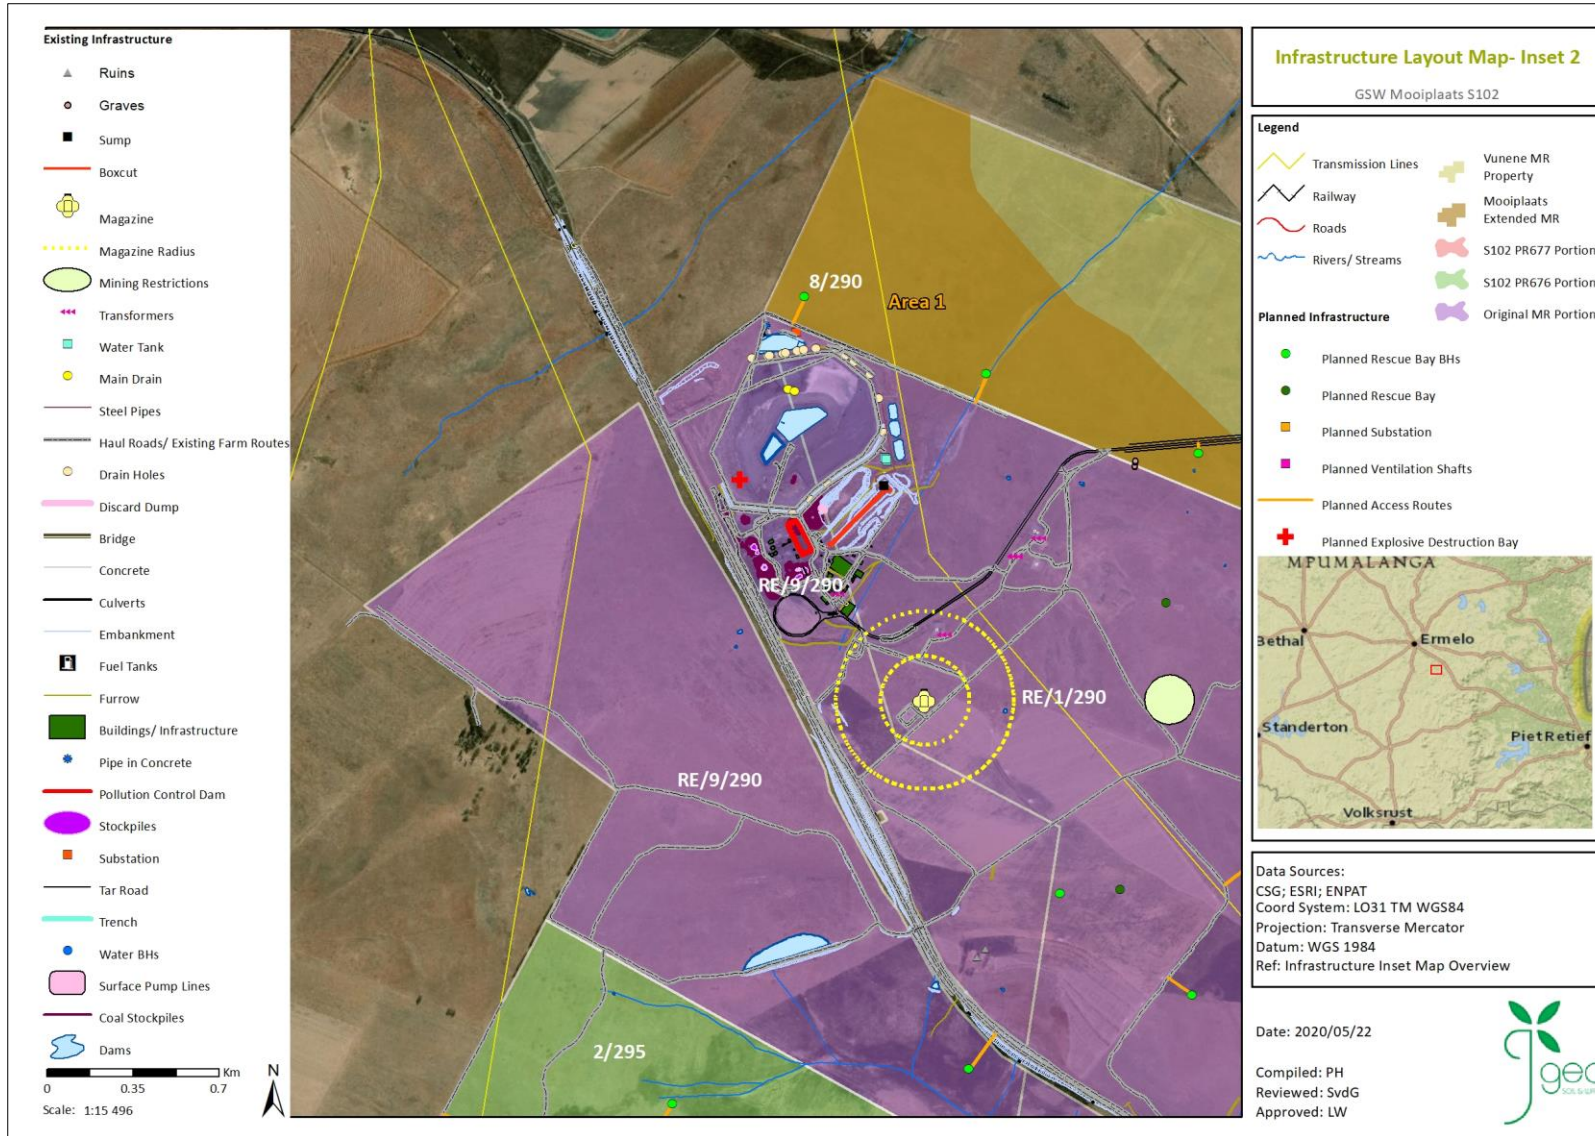 Existing Infrastructure
Ruins
Graves
Sump
Boxcut
Magazine
Magazine Radius
Mining Restrictions
Transformers
Water Tank
Main Drain
Steel Pipes
Haul Roads/ Existing Farm Routes
Drain Holes
Discard Dump
Bridge
Concrete
Culverts
Embankment
Fuel Tanks
Furrow
Buildings/ Infrastructure
Pipe in Concrete
Pollution Control Dam
Stockpiles
Substation
Tar Road
Trench
Water BHs
Surface Pump Lines
Coal Stockpiles
Dams
Km
0 0.35 0.7
Scale: 1:15 496
N
8/290
Area 1
RE/9/290
RE/1/290
RE/9/290
2/295
Infrastructure Layout Map- Inset 2
GSW Mooiplaats S102
Legend
Transmission Lines
Railway
Roads
Rivers/ Streams
Vunene MR
Property
Mooiplaats
Extended MR
S102 PR677 Portion
S102 PR676 Portion
Original MR Portion
Planned Infrastructure
Planned Rescue Bay BHs
Planned Rescue Bay
Planned Substation
Planned Ventilation Shafts
Planned Access Routes
Planned Explosive Destruction Bay
MPUMALANGA
Bethal
Ermelo
Standerton
Piet Retief
Volksrust
Data Sources:
CSG; ESRI; ENPAT
Coord System: LO31 TM WGS84
Projection: Transverse Mercator
Datum: WGS 1984
Ref: Infrastructure Inset Map Overview
Date: 2020/05/22
Compiled: PH
Reviewed: SvdG
Approved: LW